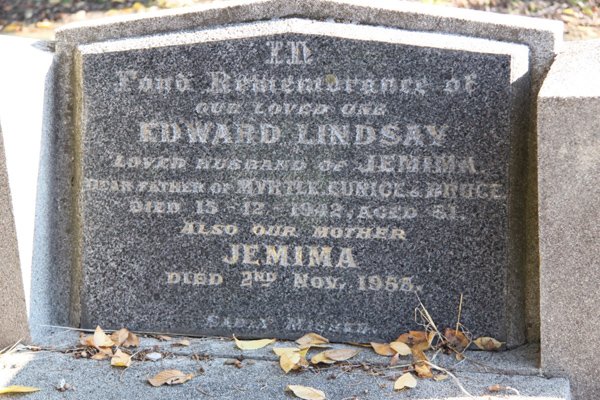 In
Fond Remembrance of
OUR LOVED ONE
EDWARD LINDSAY
LOVED HUSBAND OF JEMIMA
DEAR FATHER OF MYRTLE, EUNICE & BRUCE
DIED 15-12-1942, AGED 61.
ALSO OUR MOTHER
JEMIMA
DIED 2ND NOV. 1953.